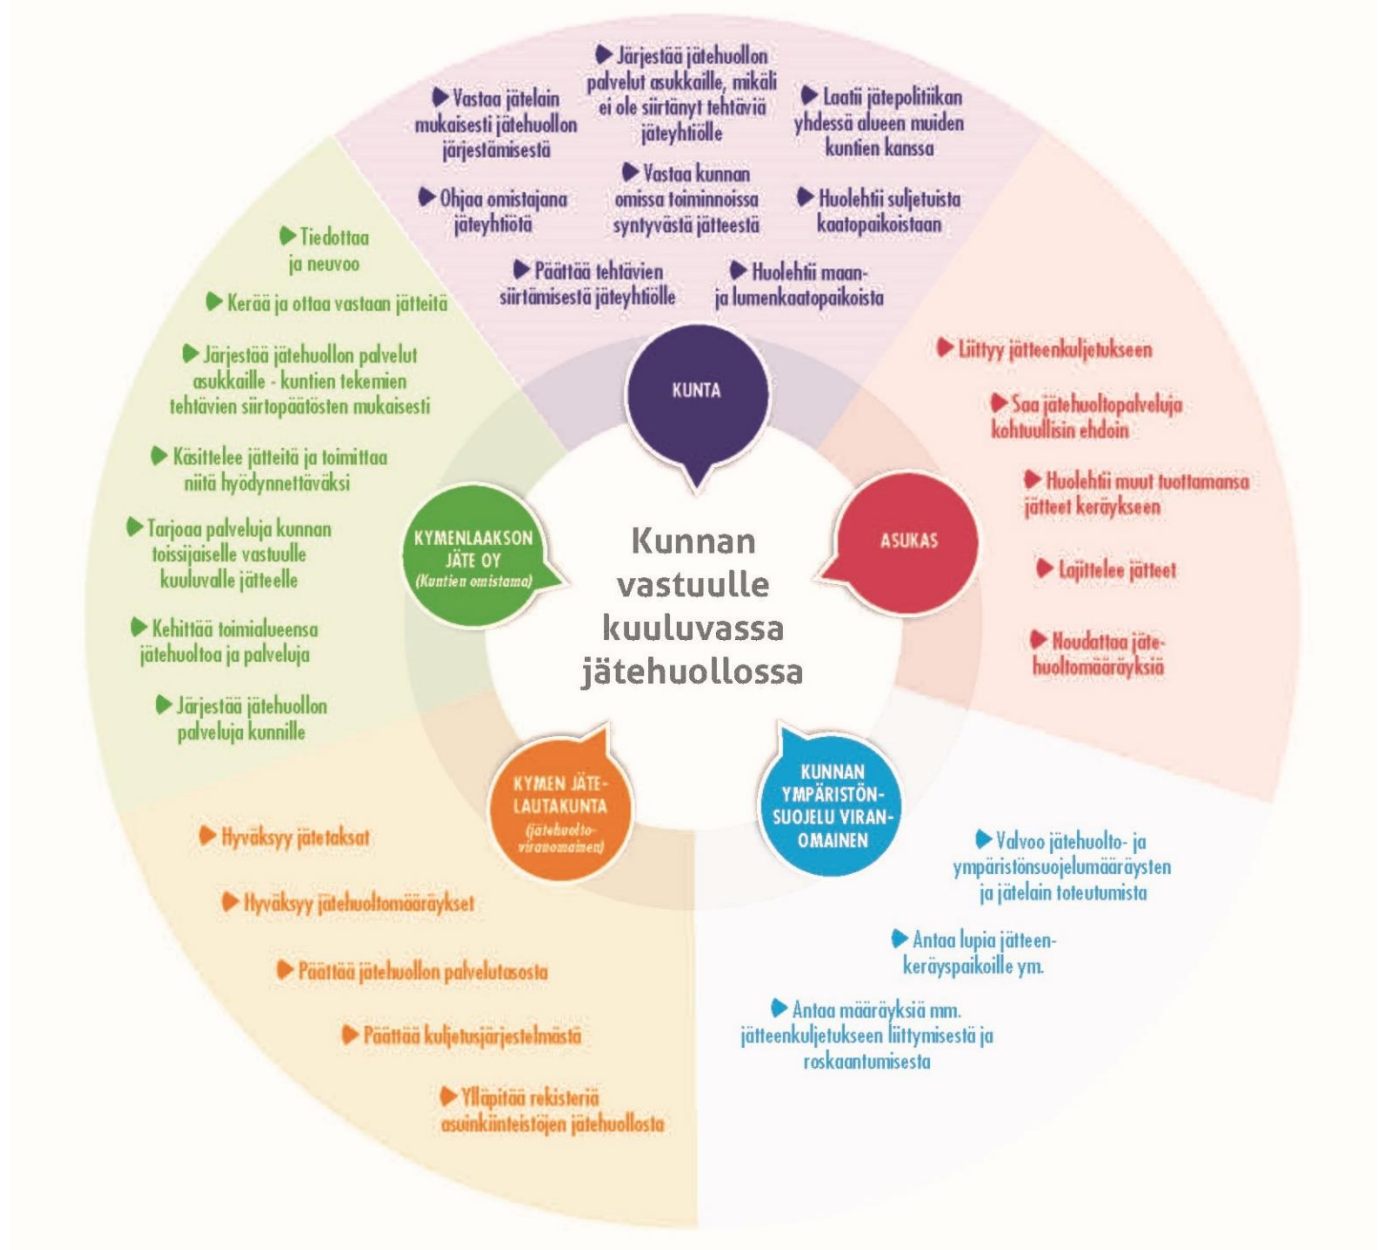 Järjestää jätehuollon
palvelut asukkaille, mikäli
ei ole siirtänyt tehtäviä
jäteyhtiölle
Vastaa jätelain
mukaisesti jätehuollon
järjestämisestä
Laatii jätepolitiikan
yhdessä alueen muiden
kuntien kanssa
Ohjaa omistajana
jäteyhtiötä
Vastaa kunnan
omissa toiminnoissa
syntyvästä jätteestä
Huolehtii suljetuista
kaatopaikoistaan
Päättää tehtävien
siirtämisestä jäteyhtiölle
Huolehtii maan-
ja lumenkaatopaikoista
KUNTA
Liittyy jätteenkuljetukseen
Saa jätehuoltopalveluja
kohtuullisin ehdoin
Huolehtii muut tuottamansa
jätteet keräykseen
Lajittelee jätteet
Noudattaa jäte-
huoltomääräyksiä
ASUKAS
KUNNAN
YMPÄRISTÖN-
SUOJELU VIRAN-
OMAINEN
Valvoo jätehuolto- ja
ympäristönsuojelumääräysten
ja jätelain toteutumista
Antaa lupia jätteen-
keräyspaikoille ym.
Antaa määräyksiä mm.
jätteenkuljetukseen liittymisestä ja
roskaantumisesta
KYMEN JÄTE-
LAUTAKUNTA
(jätehuolto-
viranomainen)
Hyväksyy jätetaksat
Hyväksyy jätehuoltomääräykset
Päättää jätehuollon palvelutasosta
Päättää kuljetusjärjestelmästä
Ylläpitää rekisteriä
asuinkiinteistöjen jätehuollosta
KYMENLAAKSON
JÄTE OY
(Kuntien omistama)
Tiedottaa
ja neuvoo
Kerää ja ottaa vastaan jätteitä
Järjestää jätehuollon palvelut
asukkaille - kuntien tekemien
tehtävien siirtopäätösten mukaisesti
Käsittelee jätteitä ja toimittaa
niitä hyödynnettäväksi
Tarjoaa palveluja kunnan
toissijaiselle vastuulle
kuuluvalle jätteelle
Kehittää toimialueensa
jätehuoltoa ja palveluja
Järjestää jätehuollon
palveluja kunnille
Kunnan
vastuulle
kuuluvassa
jätehuollossa